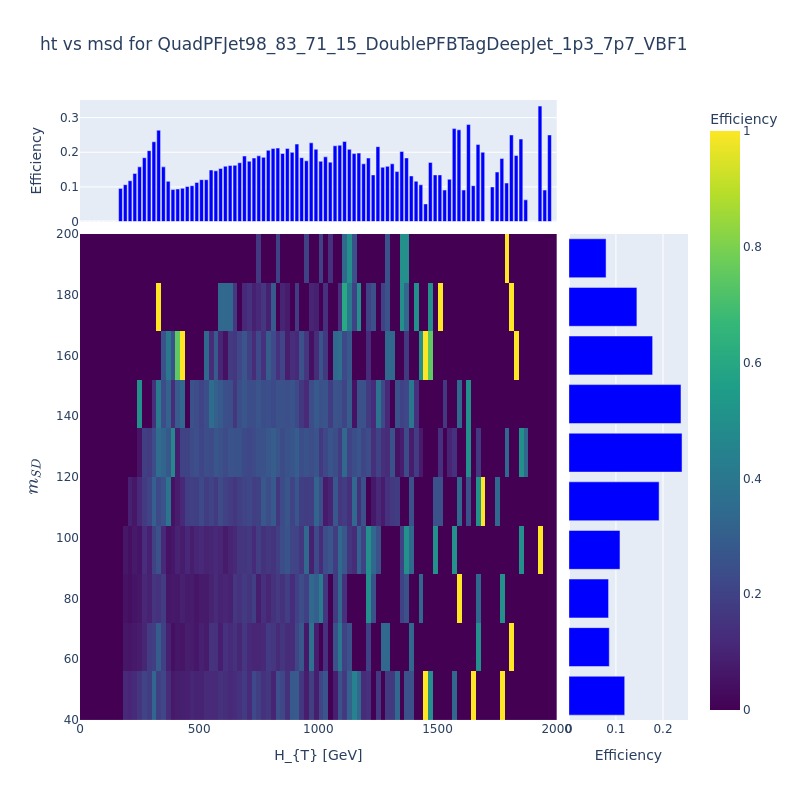 ht vs msd for QuadPFJet98_83_71_15_DoublePFBTagDeepJet_1p3_7p7_VBF1
Efficiency
0.3
0.2
0.1
0
Efficiency
1
0.8
0.6
0.4
0.2
0
m_{SD}
200
180
160
140
120
100
80
60
40
0 500 1000 1500 2000
H_{T} [GeV]
0 0.1 0.2
Efficiency